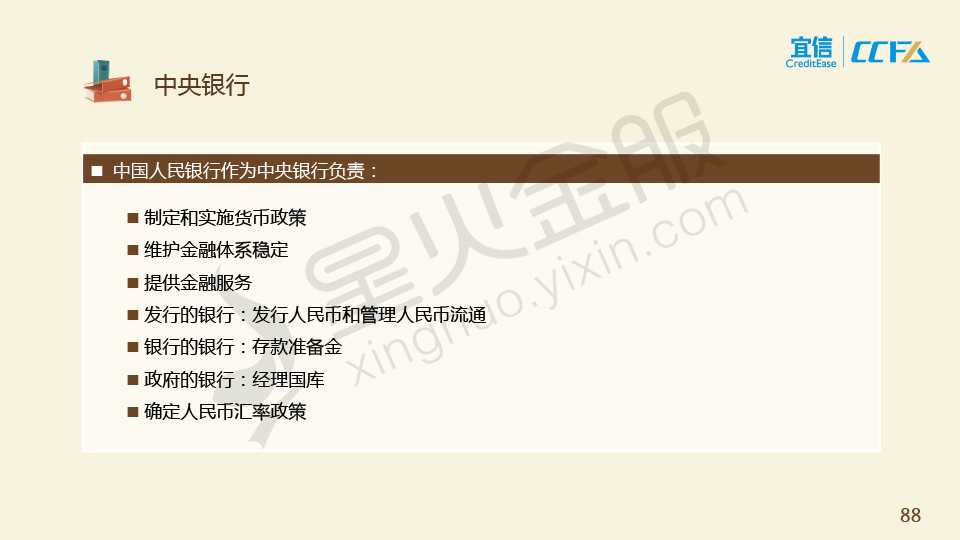 宜信
CreditEase
CCFA
中央银行
中国人民银行作为中央银行负责：
制定和实施货币政策
维护金融体系稳定
提供金融服务
发行的银行：发行人民币和管理人民币流通
银行的银行：存款准备金
政府的银行：经理国库
确定人民币汇率政策
星火金服
xinghuo.yixin.com
88